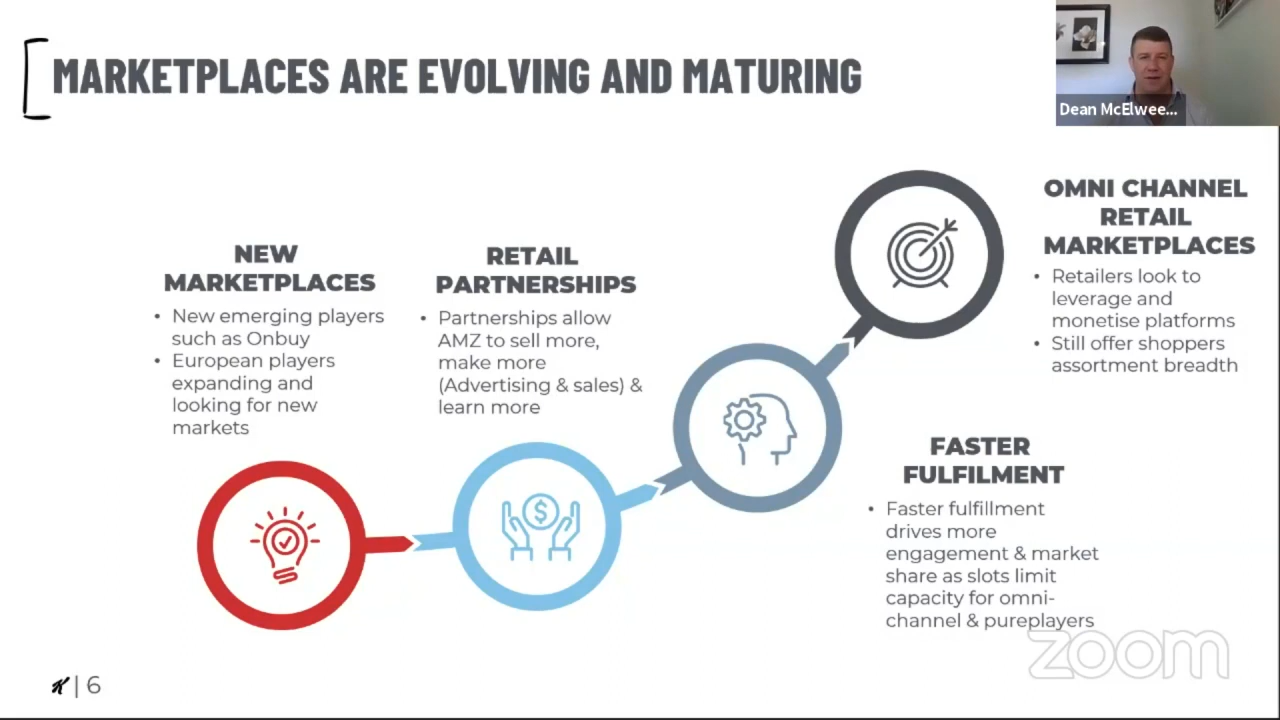 MARKETPLACES ARE EVOLVING AND MATURING
Dean McElwee...
NEW
MARKETPLACES
• New emerging players
such as Onbuy
• European players
expanding and
looking for new
markets
RETAIL
PARTNERSHIPS
• Partnerships allow
AMZ to sell more,
make more
(Advertising & sales) &
learn more
$
FASTER
FULFILMENT
• Faster fulfillment
drives more
engagement & market
share as slots limit
capacity for omni-
channel & pureplayers
OMNI CHANNEL
RETAIL
MARKETPLACES
• Retailers look to
leverage and
monetise platforms
• Still offer shoppers
assortment breadth
K | 6
zoom